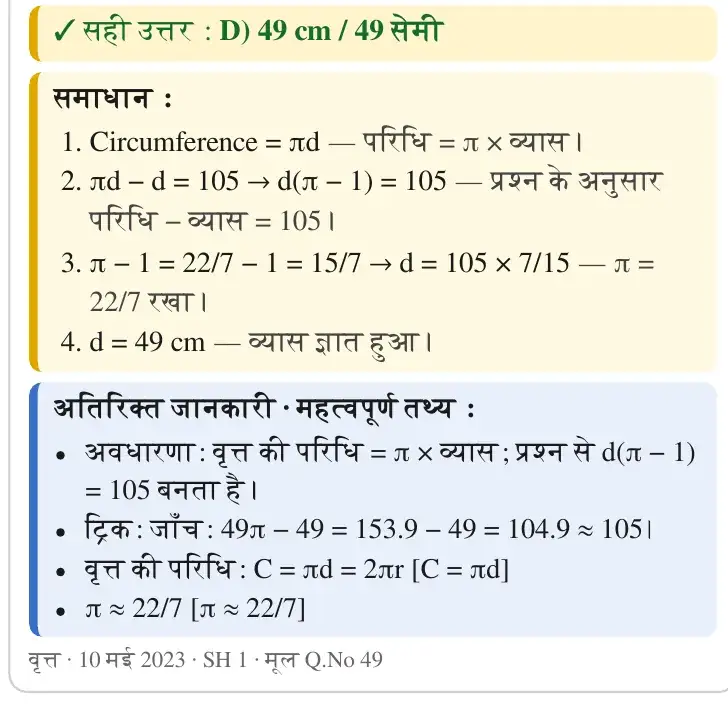 ✓ सही उत्तर : D) 49 cm / 49 सेमी
समाधान :
1. Circumference = πd — परिधि = π × व्यास।
2. πd − d = 105 → d(π − 1) = 105 — प्रश्न के अनुसार
परिधि – व्यास = 105।
3. π − 1 = 22/7 − 1 = 15/7 → d = 105 × 7/15 — π =
22/7 रखा।
4. d = 49 cm — व्यास ज्ञात हुआ।
अतिरिक्त जानकारी · महत्वपूर्ण तथ्य :
• अवधारणा : वृत्त की परिधि = π × व्यास ; प्रश्न से d(π − 1)
= 105 बनता है।
• ट्रिक : जाँच : 49π − 49 = 153.9 − 49 = 104.9 ≈ 105।
• वृत्त की परिधि : C = πd = 2πr [C = πd]
• π ≈ 22/7 [π ≈ 22/7]
वृत्त · 10 मई 2023 · SH 1 · मूल Q.No 49